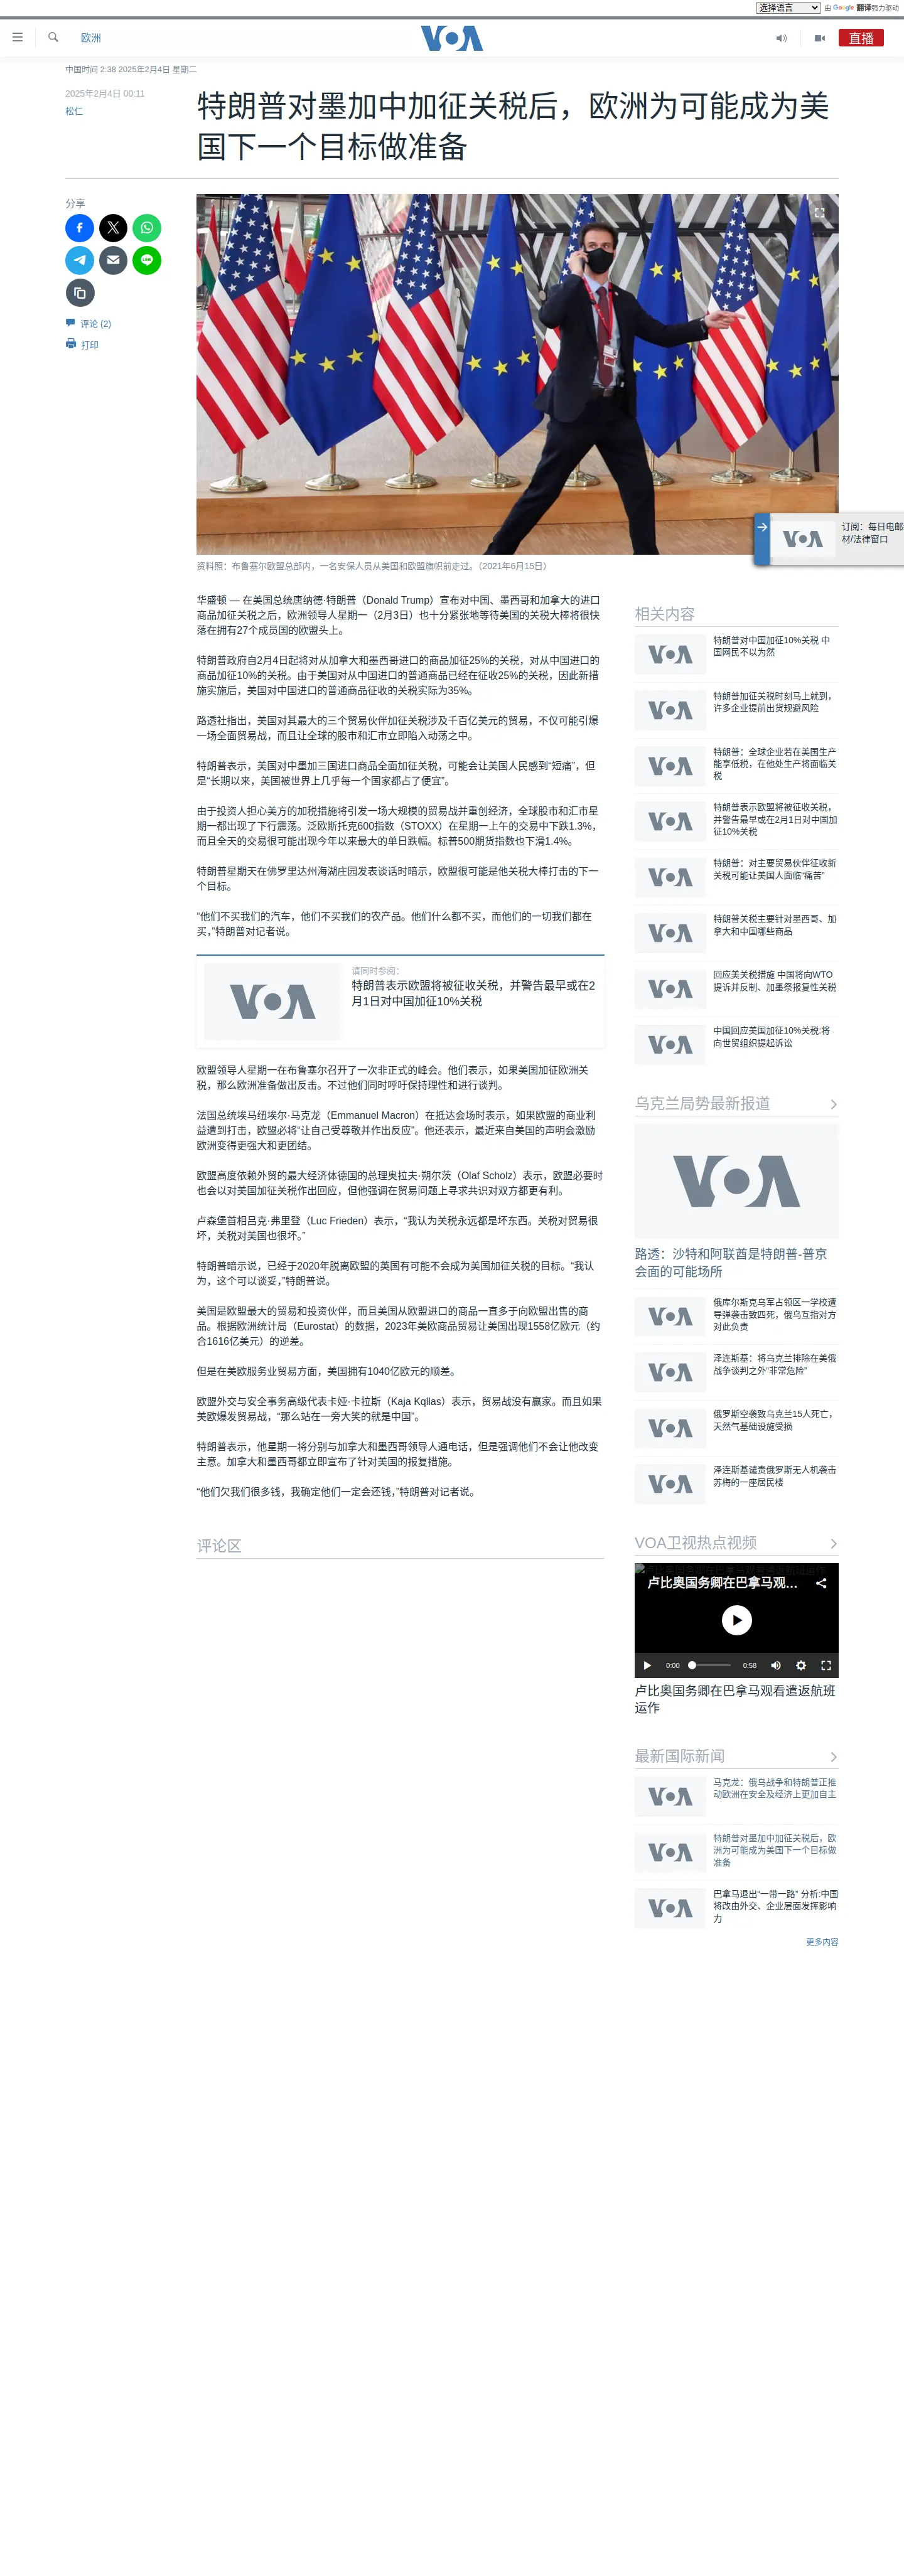 选择语言 由 Google 翻译强力驱动
欧洲
VOA
直播
中国时间 2:38 2025年2月4日 星期二
2025年2月4日 00:11
松仁
特朗普对墨加中加征关税后，欧洲为可能成为美
国下一个目标做准备
分享
评论 (2)
打印
资料照：布鲁塞尔欧盟总部内，一名安保人员从美国和欧盟旗帜前走过。（2021年6月15日）
VOA
订阅：每日电邮
材/法律窗口
华盛顿 — 在美国总统唐纳德·特朗普（Donald Trump）宣布对中国、墨西哥和加拿大的进口
商品加征关税之后，欧洲领导人星期一（2月3日）也十分紧张地等待美国的关税大棒将很快
落在拥有27个成员国的欧盟头上。
特朗普政府自2月4日起将对从加拿大和墨西哥进口的商品加征25%的关税，对从中国进口的
商品加征10%的关税。由于美国对从中国进口的普通商品已经在征收25%的关税，因此新措
施实施后，美国对中国进口的普通商品征收的关税实际为35%。
路透社指出，美国对其最大的三个贸易伙伴加征关税涉及千百亿美元的贸易，不仅可能引爆
一场全面贸易战，而且让全球的股市和汇市立即陷入动荡之中。
特朗普表示，美国对中墨加三国进口商品全面加征关税，可能会让美国人民感到“短痛”，但
是“长期以来，美国被世界上几乎每一个国家都占了便宜”。
由于投资人担心美方的加税措施将引发一场大规模的贸易战并重创经济，全球股市和汇市星
期一都出现了下行震荡。泛欧斯托克600指数（STOXX）在星期一上午的交易中下跌1.3%，
而且全天的交易很可能出现今年以来最大的单日跌幅。标普500期货指数也下滑1.4%。
特朗普星期天在佛罗里达州海湖庄园发表谈话时暗示，欧盟很可能是他关税大棒打击的下一
个目标。
“他们不买我们的汽车，他们不买我们的农产品。他们什么都不买，而他们的一切我们都在
买，”特朗普对记者说。
VOA
请同时参阅:
特朗普表示欧盟将被征收关税，并警告最早或在2
月1日对中国加征10%关税
欧盟领导人星期一在布鲁塞尔召开了一次非正式的峰会。他们表示，如果美国加征欧洲关
税，那么欧洲准备做出反击。不过他们同时呼吁保持理性和进行谈判。
法国总统埃马纽埃尔·马克龙（Emmanuel Macron）在抵达会场时表示，如果欧盟的商业利
益遭到打击，欧盟必将“让自己受尊敬并作出反应”。他还表示，最近来自美国的声明会激励
欧洲变得更强大和更团结。
欧盟高度依赖外贸的最大经济体德国的总理奥拉夫·朔尔茨（Olaf Scholz）表示，欧盟必要时
也会以对美国加征关税作出回应，但他强调在贸易问题上寻求共识对双方都更有利。
卢森堡首相吕克·弗里登（Luc Frieden）表示，“我认为关税永远都是坏东西。关税对贸易很
坏，关税对美国也很坏。”
特朗普暗示说，已经于2020年脱离欧盟的英国有可能不会成为美国加征关税的目标。“我认
为，这个可以谈妥，”特朗普说。
美国是欧盟最大的贸易和投资伙伴，而且美国从欧盟进口的商品一直多于向欧盟出售的商
品。根据欧洲统计局（Eurostat）的数据，2023年美欧商品贸易让美国出现1558亿欧元（约
合1616亿美元）的逆差。
但是在美欧服务业贸易方面，美国拥有1040亿欧元的顺差。
欧盟外交与安全事务高级代表卡娅·卡拉斯（Kaja Kqllas）表示，贸易战没有赢家。而且如果
美欧爆发贸易战，“那么站在一旁大笑的就是中国”。
特朗普表示，他星期一将分别与加拿大和墨西哥领导人通电话，但是强调他们不会让他改变
主意。加拿大和墨西哥都立即宣布了针对美国的报复措施。
“他们欠我们很多钱，我确定他们一定会还钱，”特朗普对记者说。
评论区
相关内容
VOA
特朗普对中国加征10%关税 中
国网民不以为然
VOA
特朗普加征关税时刻马上就到，
许多企业提前出货规避风险
VOA
特朗普：全球企业若在美国生产
能享低税，在他处生产将面临关
税
VOA
特朗普表示欧盟将被征收关税，
并警告最早或在2月1日对中国加
征10%关税
VOA
特朗普：对主要贸易伙伴征收新
关税可能让美国人面临“痛苦”
VOA
特朗普关税主要针对墨西哥、加
拿大和中国哪些商品
VOA
回应美关税措施 中国将向WTO
提诉并反制、加墨祭报复性关税
VOA
中国回应美国加征10%关税:将
向世贸组织提起诉讼
乌克兰局势最新报道
VOA
路透：沙特和阿联酋是特朗普-普京
会面的可能场所
VOA
俄库尔斯克乌军占领区一学校遭
导弹袭击致四死，俄乌互指对方
对此负责
VOA
泽连斯基：将乌克兰排除在美俄
战争谈判之外“非常危险”
VOA
俄罗斯空袭致乌克兰15人死亡，
天然气基础设施受损
VOA
泽连斯基谴责俄罗斯无人机袭击
苏梅的一座居民楼
VOA卫视热点视频
卢比奥国务卿在巴拿马观...
0:00 0:58
卢比奥国务卿在巴拿马观看遣返航班
运作
最新国际新闻
VOA
马克龙：俄乌战争和特朗普正推
动欧洲在安全及经济上更加自主
VOA
特朗普对墨加中加征关税后，欧
洲为可能成为美国下一个目标做
准备
VOA
巴拿马退出“一带一路” 分析:中国
将改由外交、企业层面发挥影响
力
更多内容